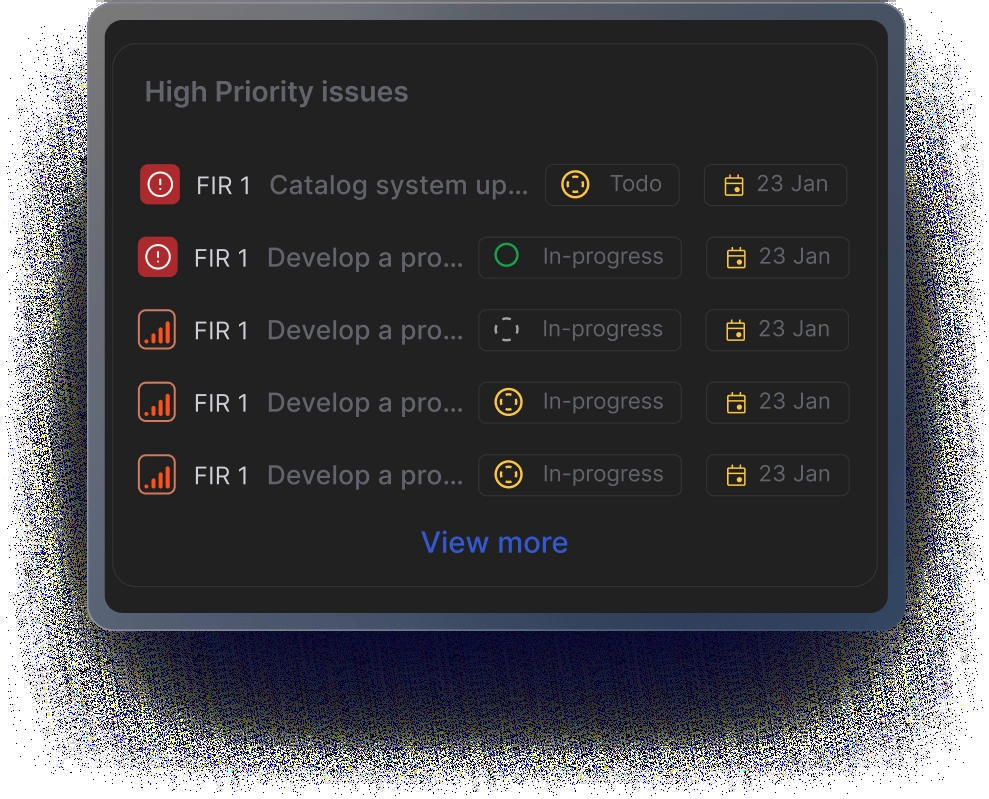 High Priority issues
FIR 1 Catalog system up... Todo 23 Jan
FIR 1 Develop a pro... In-progress 23 Jan
FIR 1 Develop a pro... In-progress 23 Jan
FIR 1 Develop a pro... In-progress 23 Jan
FIR 1 Develop a pro... In-progress 23 Jan
View more